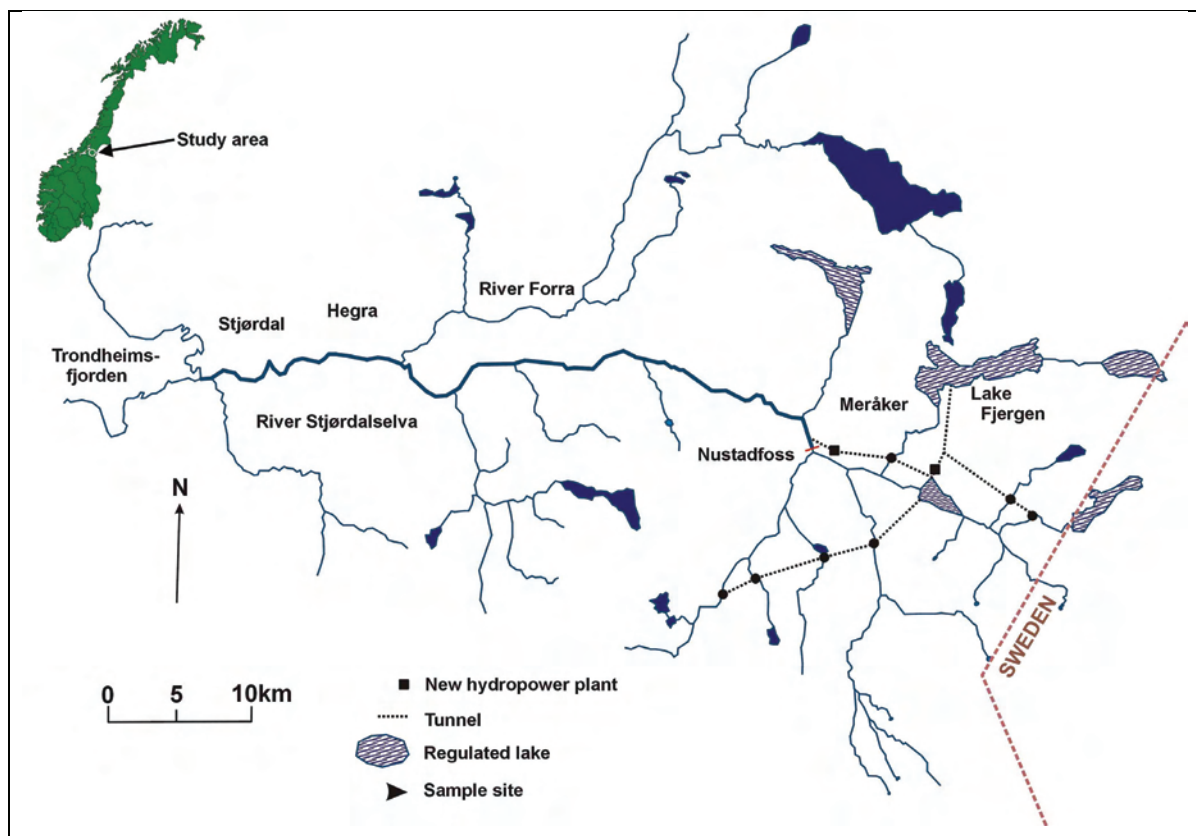 Study area
River Forra
Hegra
Stjørdal
Trondheims-
fjorden
River Stjørdalselva
Meråker
Lake
Fjergen
Nustadfoss
N
SWEDEN
0 5 10km
New hydropower plant
Tunnel
Regulated lake
Sample site